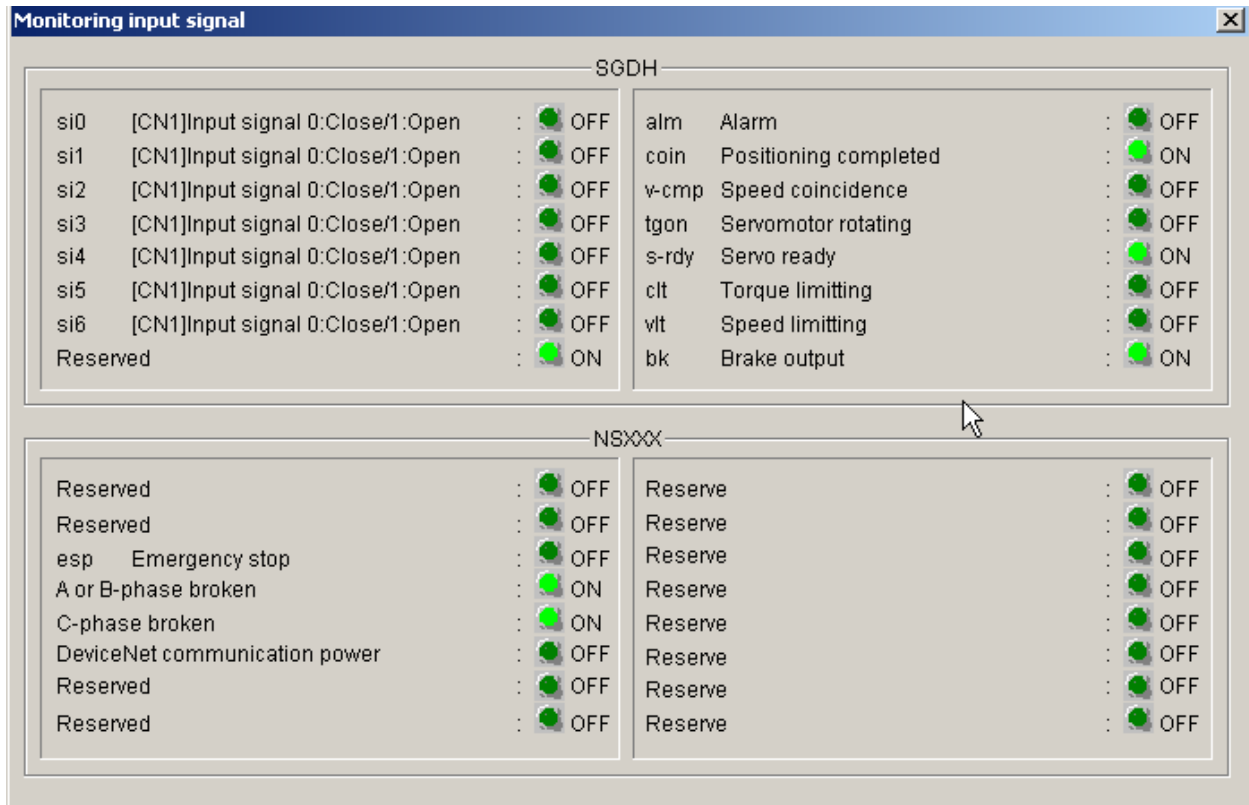 Monitoring input signal
SGDH
si0 [CN1]Input signal 0:Close/1:Open : OFF
si1 [CN1]Input signal 0:Close/1:Open : OFF
si2 [CN1]Input signal 0:Close/1:Open : OFF
si3 [CN1]Input signal 0:Close/1:Open : OFF
si4 [CN1]Input signal 0:Close/1:Open : OFF
si5 [CN1]Input signal 0:Close/1:Open : OFF
si6 [CN1]Input signal 0:Close/1:Open : OFF
Reserved : ON
alm Alarm : OFF
coin Positioning completed : ON
v-cmp Speed coincidence : OFF
tgon Servomotor rotating : OFF
s-rdy Servo ready : ON
clt Torque limitting : OFF
vlt Speed limitting : OFF
bk Brake output : ON
NSXXX
Reserved : OFF
Reserved : OFF
esp Emergency stop : OFF
A or B-phase broken : ON
C-phase broken : ON
DeviceNet communication power : OFF
Reserved : OFF
Reserved : OFF
Reserve : OFF
Reserve : OFF
Reserve : OFF
Reserve : OFF
Reserve : OFF
Reserve : OFF
Reserve : OFF
Reserve : OFF